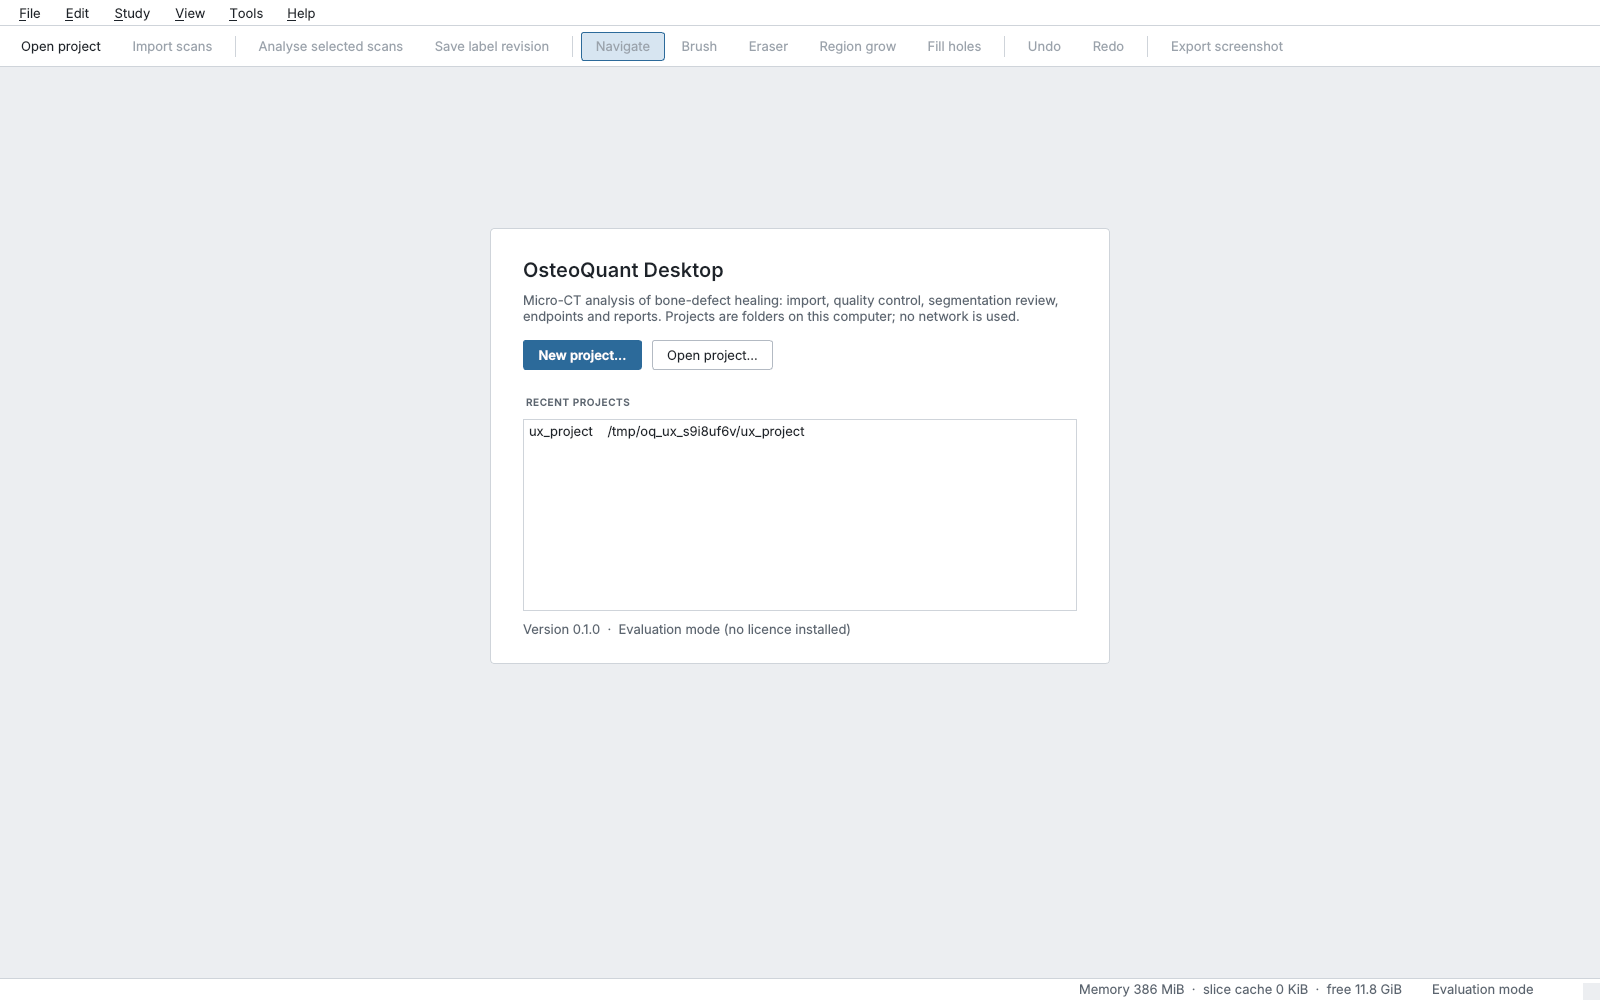 File Edit Study View Tools Help
Open project Import scans Analyse selected scans Save label revision Navigate Brush Eraser Region grow Fill holes Undo Redo Export screenshot
OsteoQuant Desktop
Micro-CT analysis of bone-defect healing: import, quality control, segmentation review,
endpoints and reports. Projects are folders on this computer; no network is used.
New project... Open project...
RECENT PROJECTS
ux_project /tmp/oq_ux_s9i8uf6v/ux_project
Version 0.1.0 · Evaluation mode (no licence installed)
Memory 386 MiB · slice cache 0 KiB · free 11.8 GiB Evaluation mode